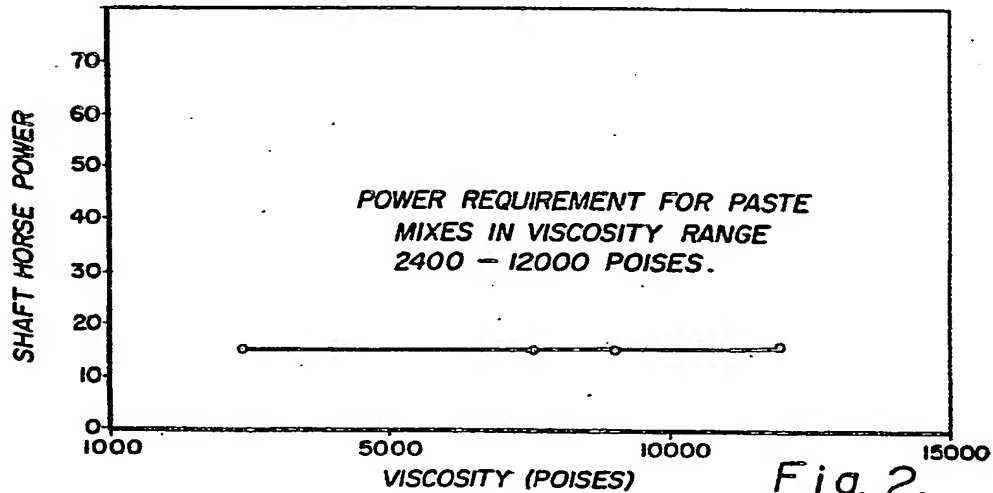 70
60
50
40
30
20
10
0
SHAFT HORSE POWER
POWER REQUIREMENT FOR PASTE
MIXES IN VISCOSITY RANGE
2400 – 12000 POISES.
1000 5000 10000 15000
VISCOSITY (POISES)
Fig. 2.